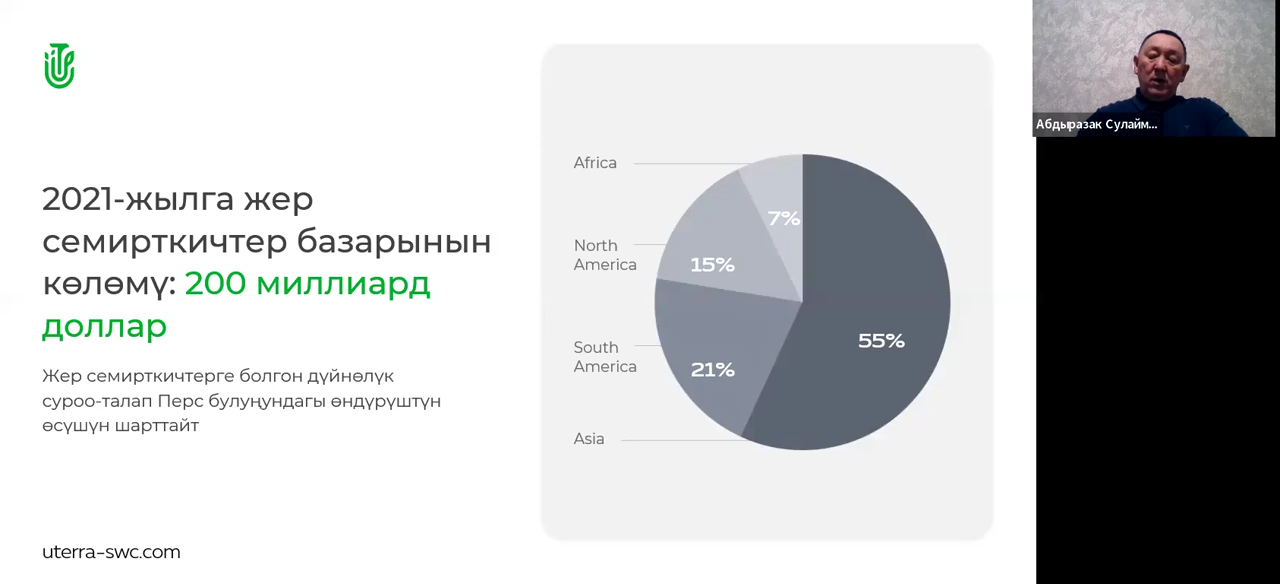 2021-жылга жер
семирткичтер базарынын
көлөмү: 200 миллиард
доллар
Жер семирткичтерге болгон дүйнөлүк
суроо-талап Перс булуңундагы өндүрүштүн
өсүшүн шарттайт
uterra-swc.com
Africa
7%
North
America
15%
55%
South
America
21%
Asia
Абдыразак Сулайм...